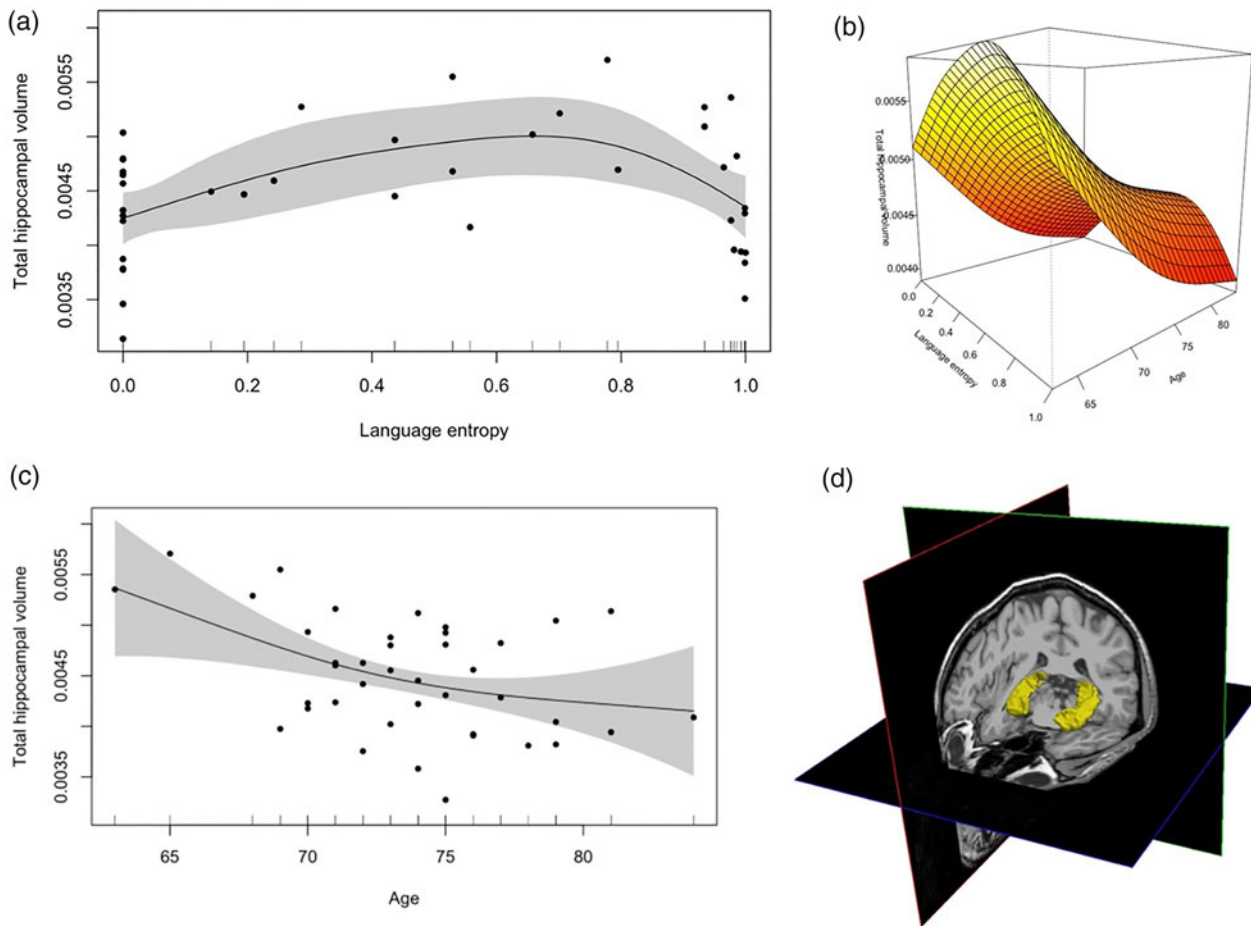 (a)
Total hippocampal volume
0.0035 0.0045 0.0055
0.0 0.2 0.4 0.6 0.8 1.0
Language entropy
(b)
Total hippocampal volume
0.0055
0.0050
0.0045
0.0040
0.0
0.2
0.4
0.6
0.8
1.0
Language entropy
65
70
75
80
Age
(c)
Total hippocampal volume
0.0035 0.0045 0.0055
65 70 75 80
Age
(d)